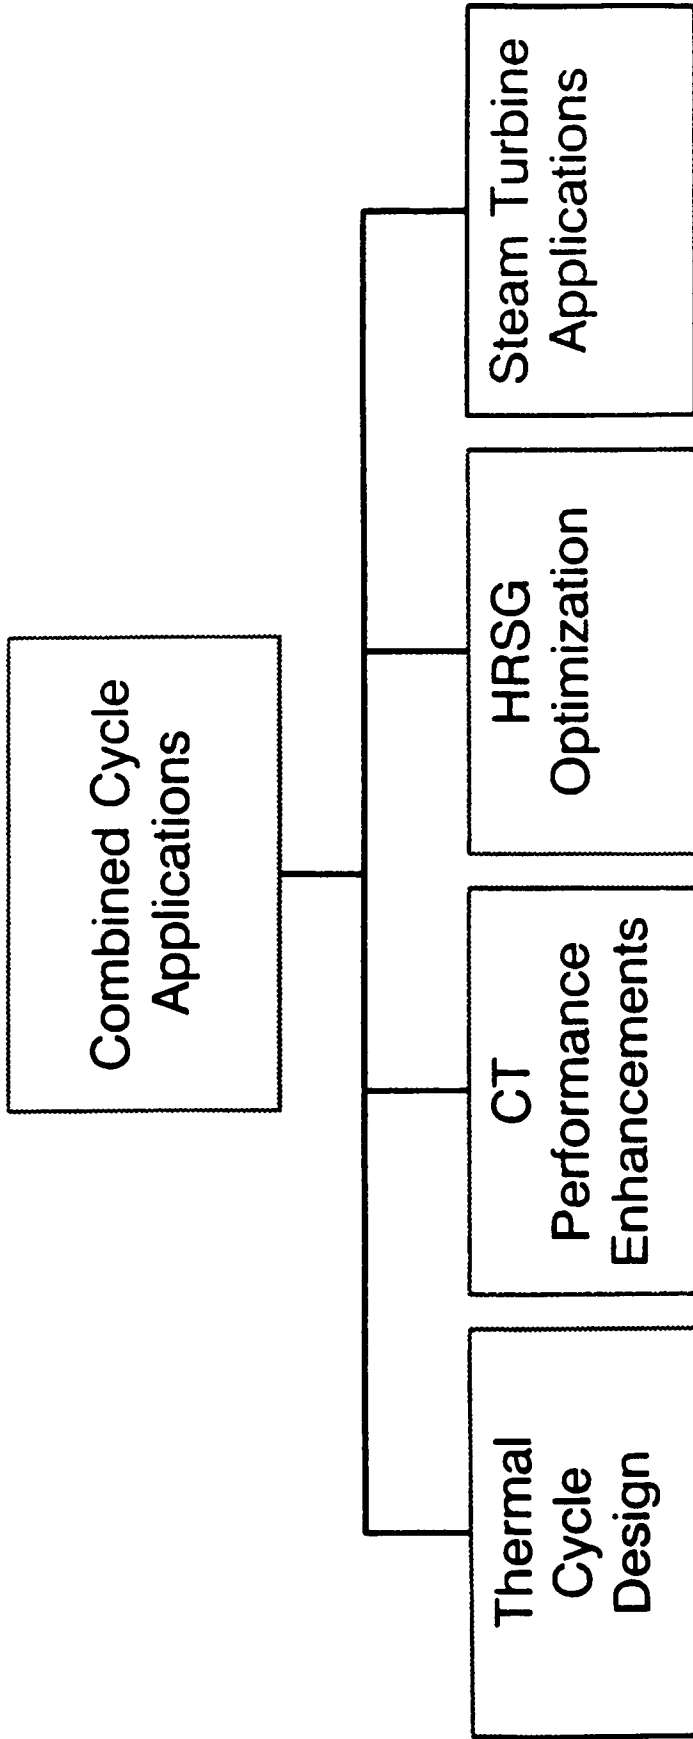 Combined Cycle
Applications
Thermal
Cycle
Design
CT
Performance
Enhancements
HRSG
Optimization
Steam Turbine
Applications